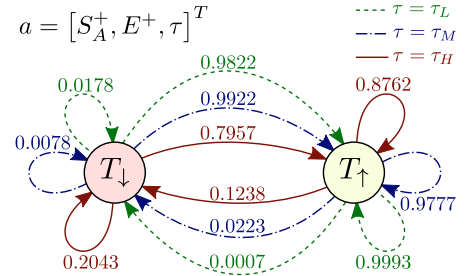 a = [S_A^+, E^+, τ]^T
τ = τ_L
τ = τ_M
τ = τ_H
0.9822
0.0178
0.8762
0.9922
0.0078
0.7957
T↓
T↑
0.1238
0.9777
0.0223
0.2043
0.0007
0.9993